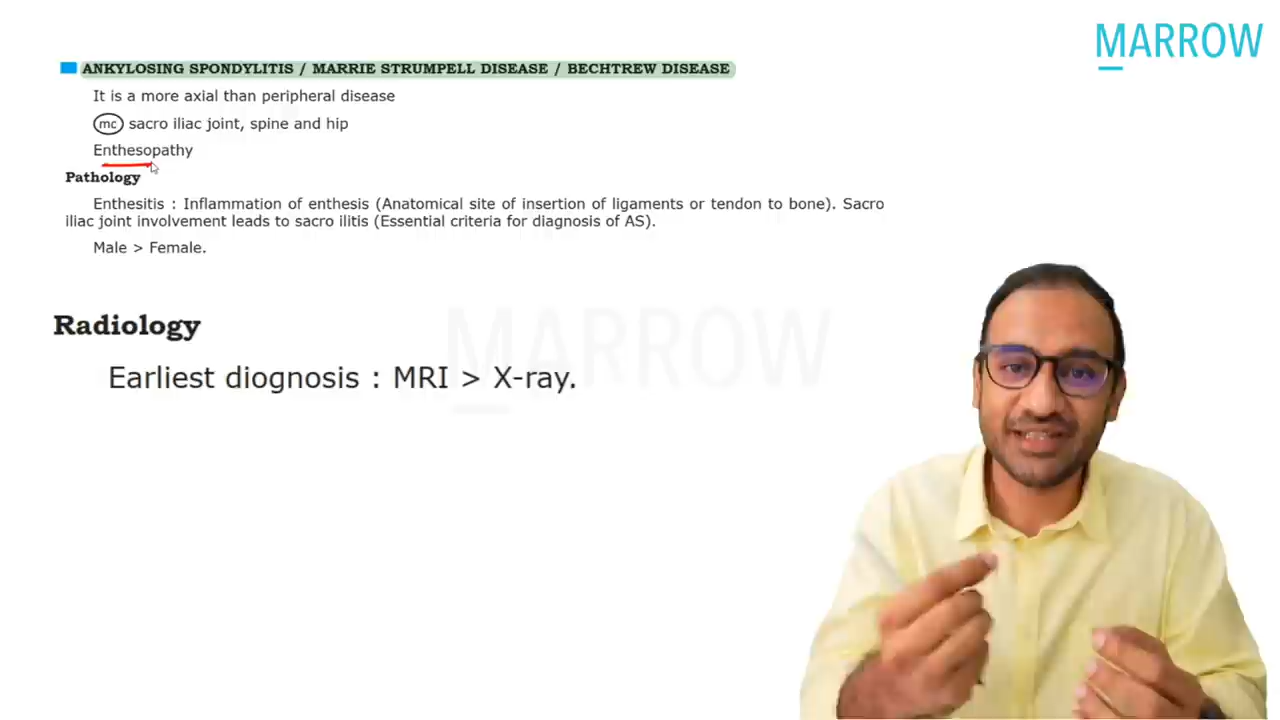 MARROW
ANKYLOSING SPONDYLITIS / MARRIE STRUMPELL DISEASE / BECHTREW DISEASE
It is a more axial than peripheral disease
mc sacro iliac joint, spine and hip
Enthesopathy
Pathology
Enthesitis : Inflammation of enthesis (Anatomical site of insertion of ligaments or tendon to bone). Sacro
iliac joint involvement leads to sacro ilitis (Essential criteria for diagnosis of AS).
Male > Female.
MARROW
Radiology
Earliest diognosis : MRI > X-ray.